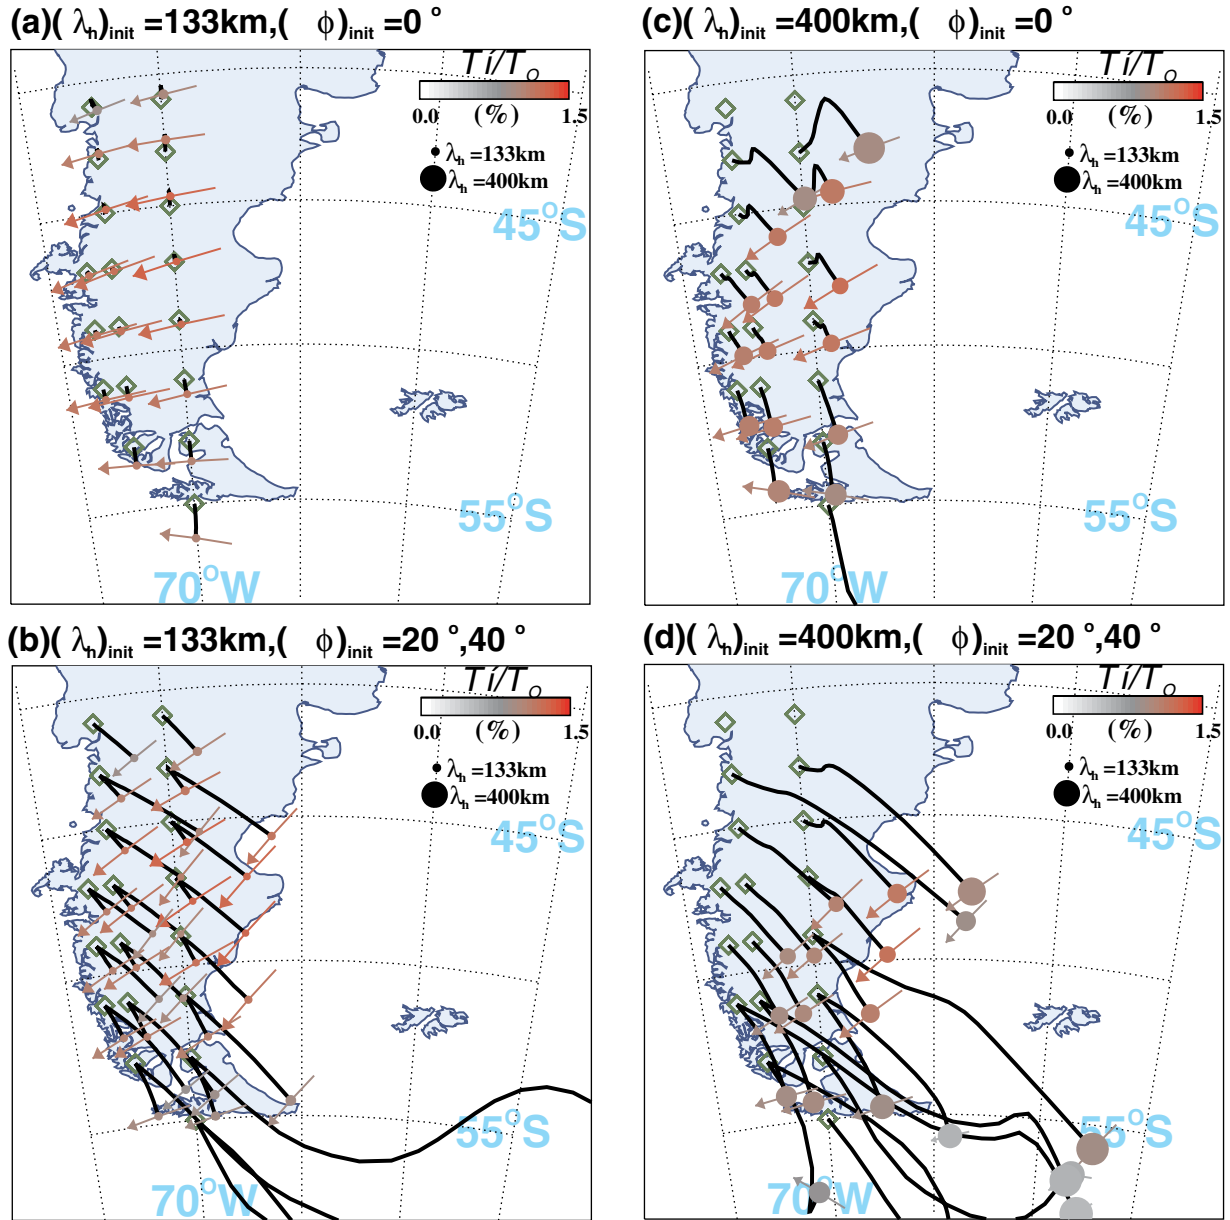 (a)( λh)init =133km,( ϕ)init =0 °
Tí/To
0.0 (%) 1.5
λh =133km
λh =400km
45°S
55°S
70°W
(c)( λh)init =400km,( ϕ)init =0 °
Tí/To
0.0 (%) 1.5
λh =133km
λh =400km
45°S
55°S
70°W
(b)( λh)init =133km,( ϕ)init =20 °,40 °
Tí/To
0.0 (%) 1.5
λh =133km
λh =400km
45°S
55°S
70°W
(d)( λh)init =400km,( ϕ)init =20 °,40 °
Tí/To
0.0 (%) 1.5
λh =133km
λh =400km
45°S
55°S
70°W